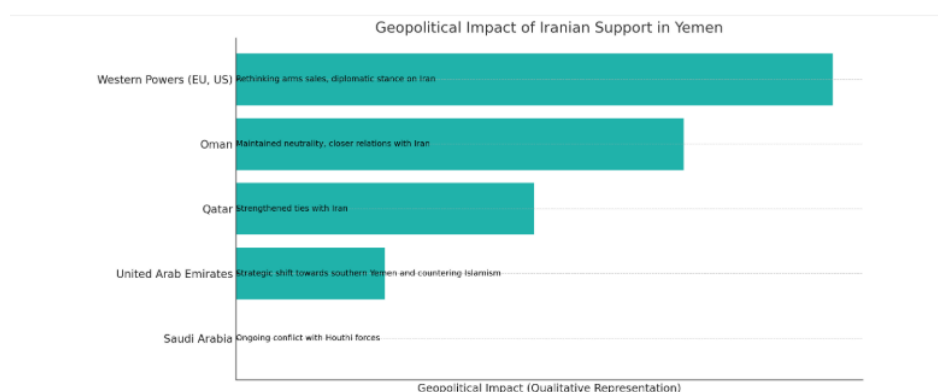 Geopolitical Impact of Iranian Support in Yemen
Western Powers (EU, US) Rethinking arms sales, diplomatic stance on Iran
Oman Maintained neutrality, closer relations with Iran
Qatar Strengthened ties with Iran
United Arab Emirates Strategic shift towards southern Yemen and countering Islamism
Saudi Arabia Ongoing conflict with Houthi forces
Geopolitical Impact (Qualitative Representation)